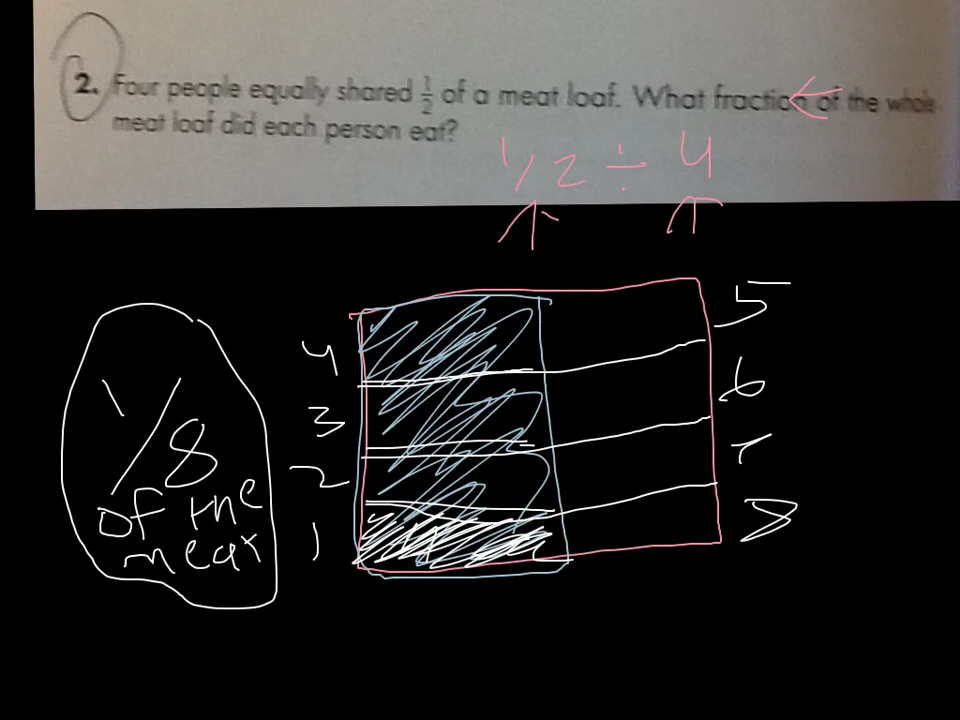 2. Four people equally shared 1/2 of a meat loaf. What fraction of the whole
meat loaf did each person eat?
1/2 ÷ 4
5
4
6
3
7
2
8
1
1/8
of the
meat